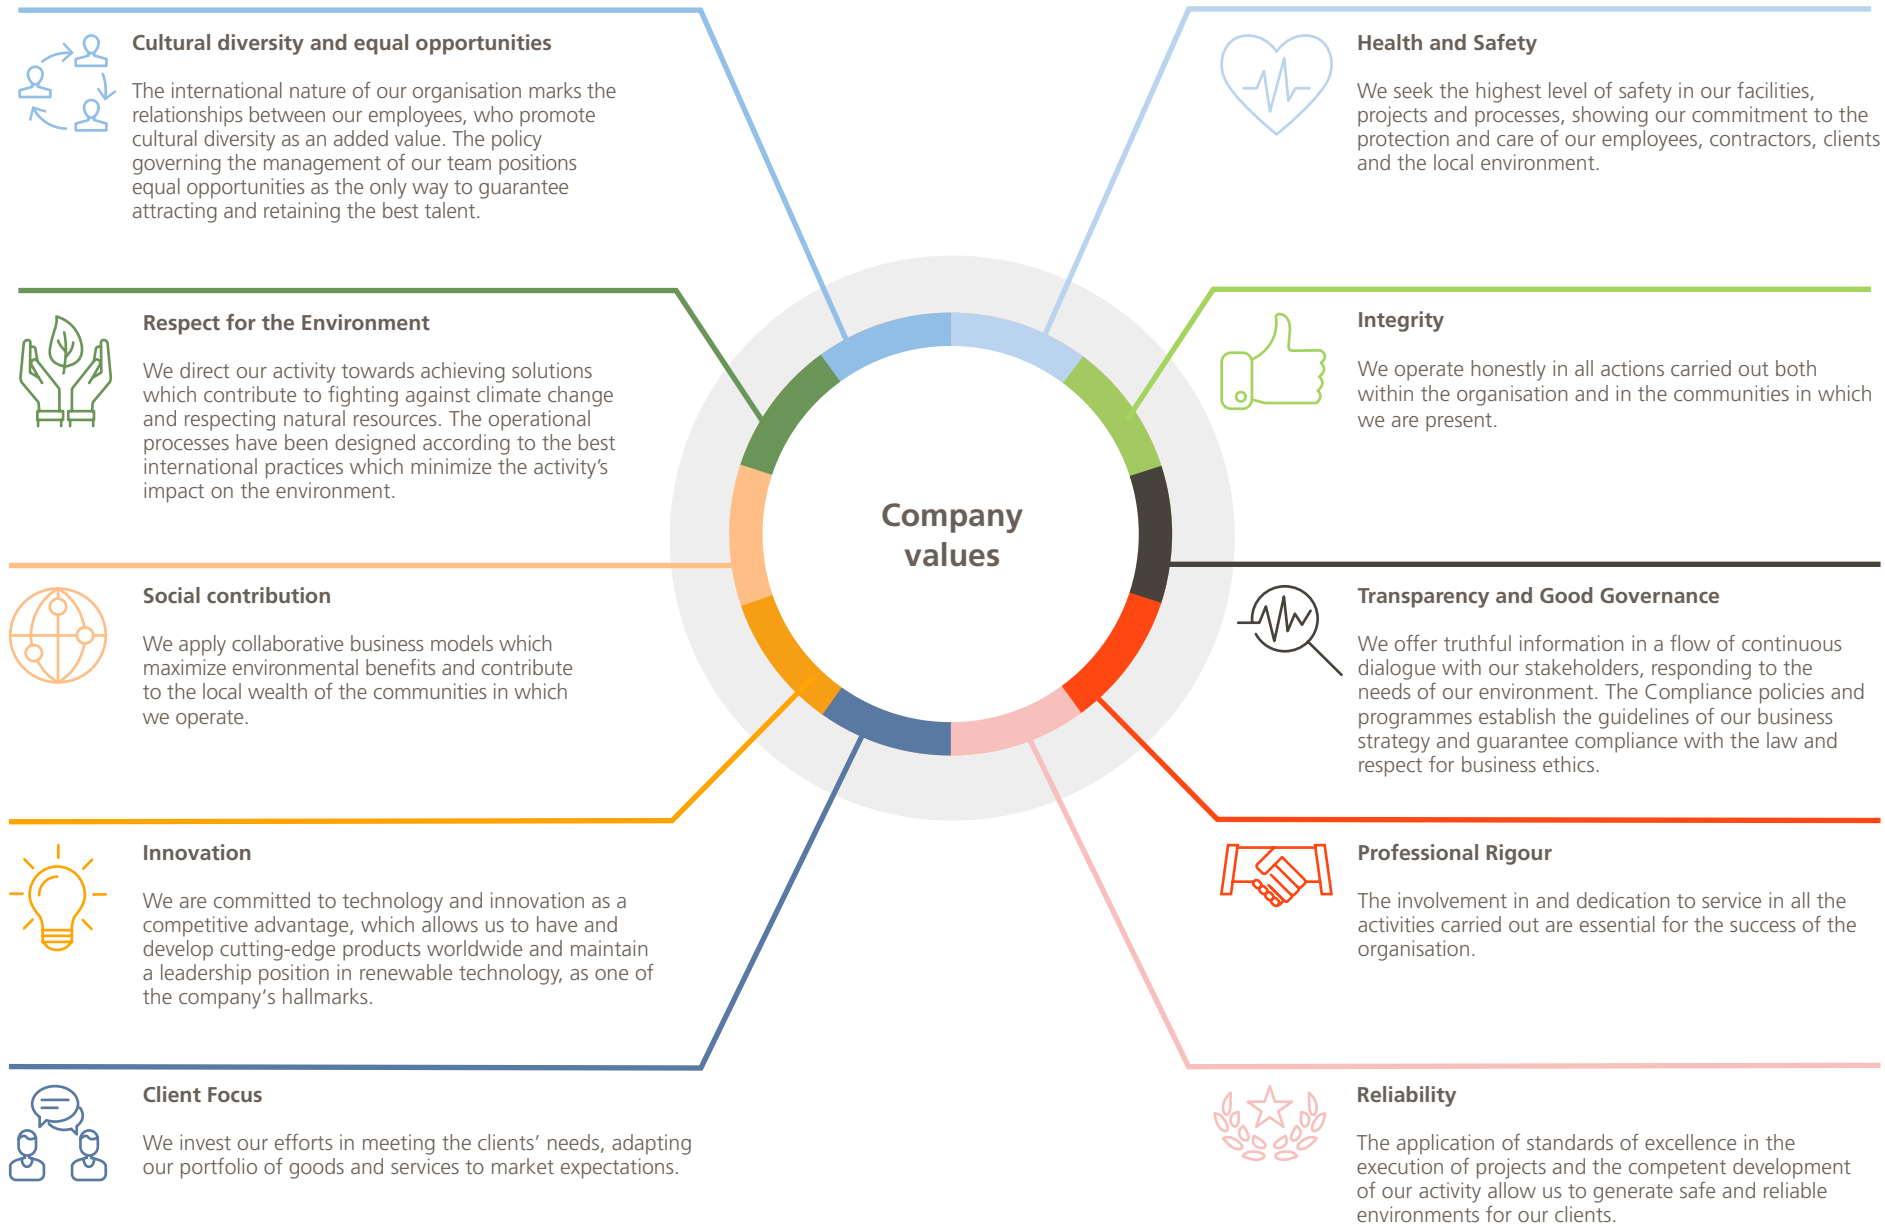 Cultural diversity and equal opportunities
The international nature of our organisation marks the
relationships between our employees, who promote
cultural diversity as an added value. The policy
governing the management of our team positions
equal opportunities as the only way to guarantee
attracting and retaining the best talent.
Respect for the Environment
We direct our activity towards achieving solutions
which contribute to fighting against climate change
and respecting natural resources. The operational
processes have been designed according to the best
international practices which minimize the activity’s
impact on the environment.
Social contribution
We apply collaborative business models which
maximize environmental benefits and contribute
to the local wealth of the communities in which
we operate.
Innovation
We are committed to technology and innovation as a
competitive advantage, which allows us to have and
develop cutting-edge products worldwide and maintain
a leadership position in renewable technology, as one of
the company’s hallmarks.
Client Focus
We invest our efforts in meeting the clients’ needs, adapting
our portfolio of goods and services to market expectations.
Company
values
Health and Safety
We seek the highest level of safety in our facilities,
projects and processes, showing our commitment to the
protection and care of our employees, contractors, clients
and the local environment.
Integrity
We operate honestly in all actions carried out both
within the organisation and in the communities in which
we are present.
Transparency and Good Governance
We offer truthful information in a flow of continuous
dialogue with our stakeholders, responding to the
needs of our environment. The Compliance policies and
programmes establish the guidelines of our business
strategy and guarantee compliance with the law and
respect for business ethics.
Professional Rigour
The involvement in and dedication to service in all the
activities carried out are essential for the success of the
organisation.
Reliability
The application of standards of excellence in the
execution of projects and the competent development
of our activity allow us to generate safe and reliable
environments for our clients.